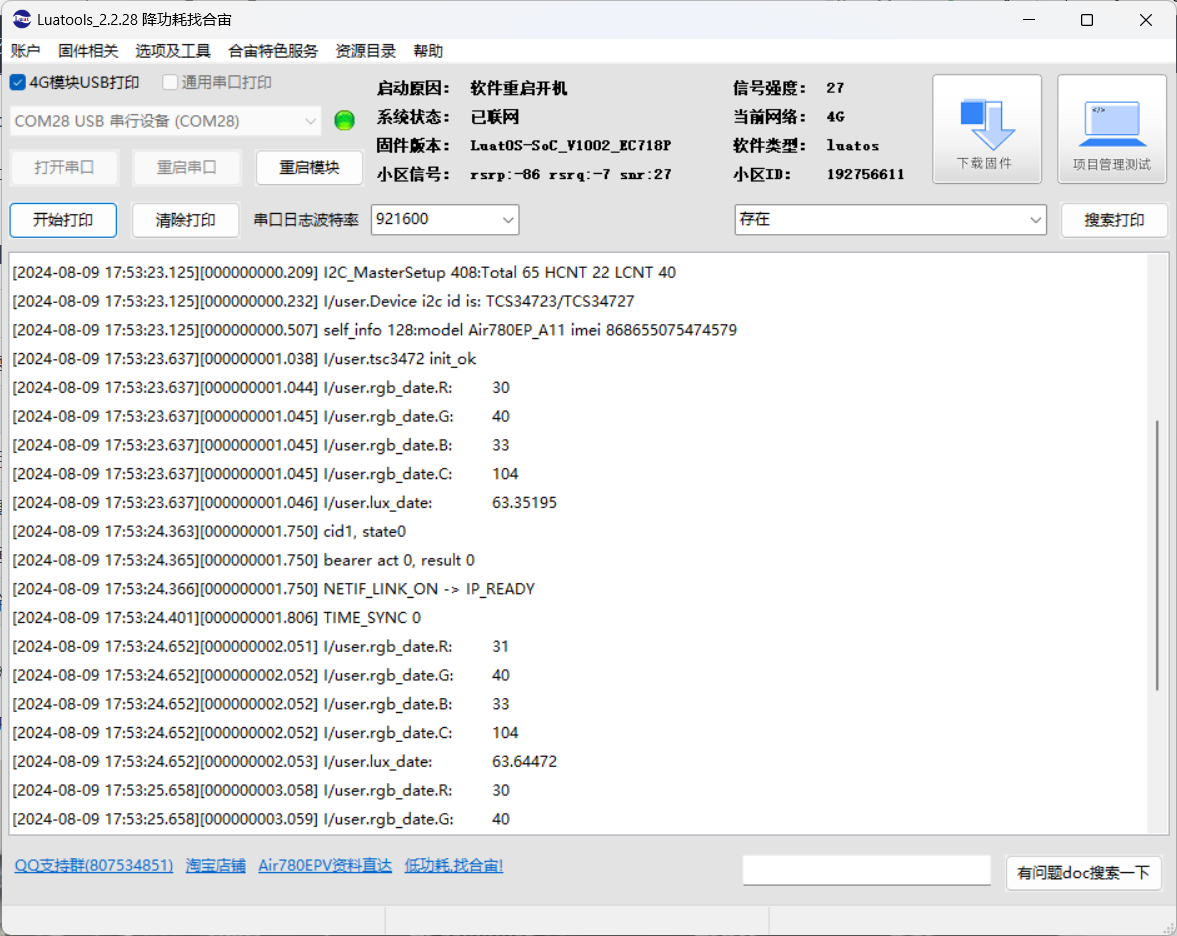 Luatools_2.2.28 降功耗找合宙
账户 固件相关 选项及工具 合宙特色服务 资源目录 帮助
4G模块USB打印 通用串口打印
COM28 USB 串行设备 (COM28)
打开串口 重启串口 重启模块
启动原因: 软件重启开机
系统状态: 已联网
固件版本: LuatOS-SoC_V1002_EC718P
小区信号: rsrp:-86 rsrq:-7 snr:27
信号强度: 27
当前网络: 4G
软件类型: luatos
小区ID: 192756611
</>
下载固件 项目管理测试
开始打印 清除打印 串口日志波特率 921600 存在 搜索打印
[2024-08-09 17:53:23.125][000000000.209] I2C_MasterSetup 408:Total 65 HCNT 22 LCNT 40
[2024-08-09 17:53:23.125][000000000.232] I/user.Device i2c id is: TCS34723/TCS34727
[2024-08-09 17:53:23.125][000000000.507] self_info 128:model Air780EP_A11 imei 868655075474579
[2024-08-09 17:53:23.637][000000001.038] I/user.tsc3472 init_ok
[2024-08-09 17:53:23.637][000000001.044] I/user.rgb_date.R: 30
[2024-08-09 17:53:23.637][000000001.045] I/user.rgb_date.G: 40
[2024-08-09 17:53:23.637][000000001.045] I/user.rgb_date.B: 33
[2024-08-09 17:53:23.637][000000001.045] I/user.rgb_date.C: 104
[2024-08-09 17:53:23.637][000000001.046] I/user.lux_date: 63.35195
[2024-08-09 17:53:24.363][000000001.750] cid1, state0
[2024-08-09 17:53:24.365][000000001.750] bearer act 0, result 0
[2024-08-09 17:53:24.366][000000001.750] NETIF_LINK_ON -> IP_READY
[2024-08-09 17:53:24.401][000000001.806] TIME_SYNC 0
[2024-08-09 17:53:24.652][000000002.051] I/user.rgb_date.R: 31
[2024-08-09 17:53:24.652][000000002.052] I/user.rgb_date.G: 40
[2024-08-09 17:53:24.652][000000002.052] I/user.rgb_date.B: 33
[2024-08-09 17:53:24.652][000000002.052] I/user.rgb_date.C: 104
[2024-08-09 17:53:24.652][000000002.053] I/user.lux_date: 63.64472
[2024-08-09 17:53:25.658][000000003.058] I/user.rgb_date.R: 30
[2024-08-09 17:53:25.658][000000003.059] I/user.rgb_date.G: 40
QQ支持群(807534851) 淘宝店铺 Air780EPV资料直达 低功耗,找合宙! 有问题doc搜索一下